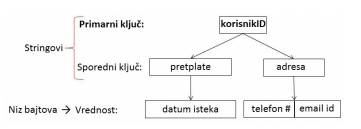 Primarni ključ: korisnikID
Stringovi
Sporedni ključ: pretplate adresa
Niz bajtova → Vrednost: datum isteka telefon # email id